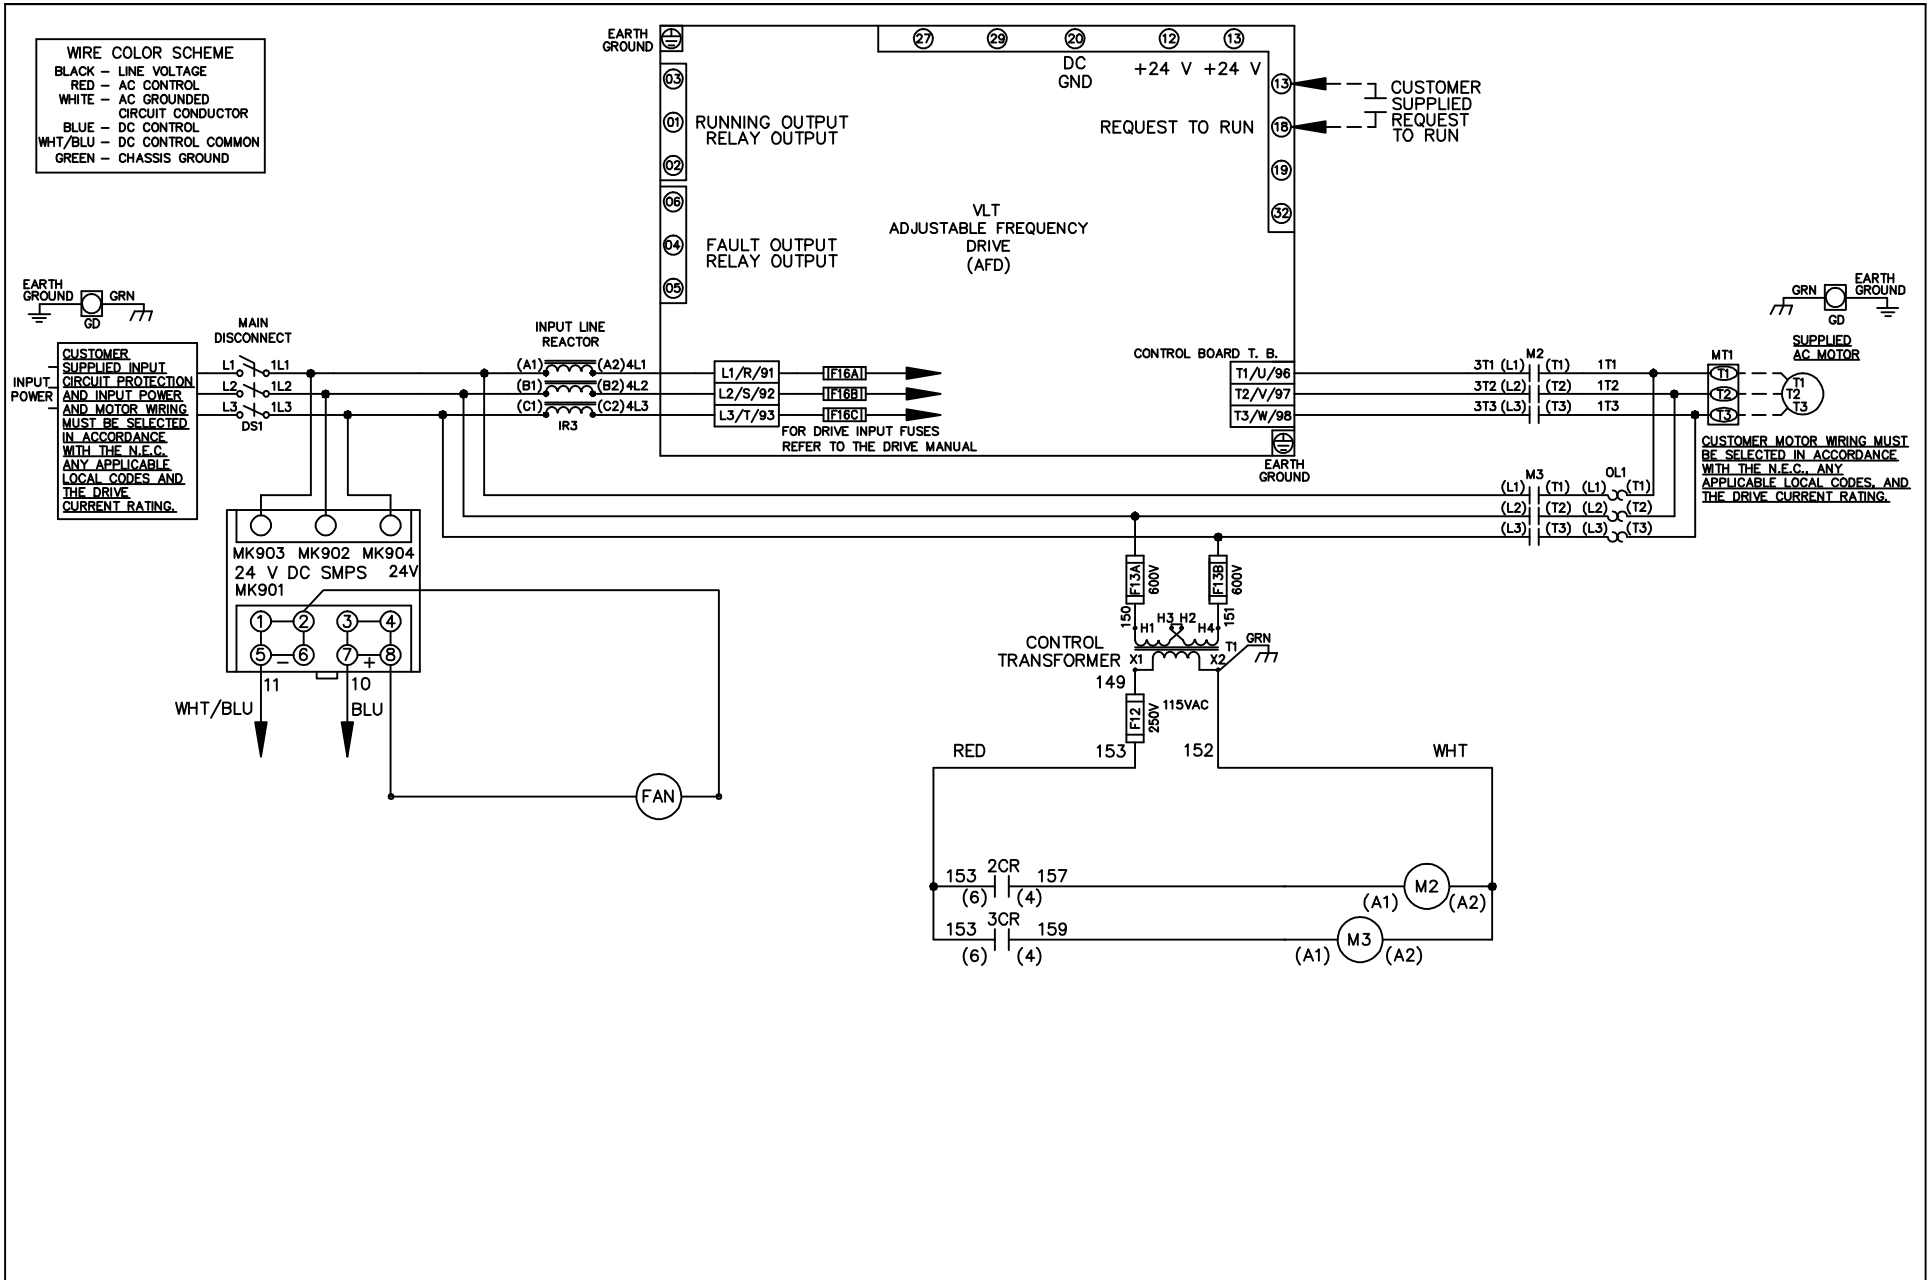 WIRE COLOR SCHEME
BLACK – LINE VOLTAGE
RED – AC CONTROL
WHITE – AC GROUNDED
CIRCUIT CONDUCTOR
BLUE – DC CONTROL
WHT/BLU – DC CONTROL COMMON
GREEN – CHASSIS GROUND
EARTH
GROUND
03
01
02
RUNNING OUTPUT
RELAY OUTPUT
06
04
05
FAULT OUTPUT
RELAY OUTPUT
27 29 20 12 13
DC
GND
+24 V +24 V
13
18
19
32
REQUEST TO RUN
CUSTOMER
SUPPLIED
REQUEST
TO RUN
VLT
ADJUSTABLE FREQUENCY
DRIVE
(AFD)
EARTH
GROUND
GRN
GD
INPUT
POWER
CUSTOMER
SUPPLIED INPUT
CIRCUIT PROTECTION
AND INPUT POWER
AND MOTOR WIRING
MUST BE SELECTED
IN ACCORDANCE
WITH THE N.E.C.
ANY APPLICABLE
LOCAL CODES AND
THE DRIVE
CURRENT RATING.
MAIN
DISCONNECT
L1 1L1
L2 1L2
L3 1L3
DS1
INPUT LINE
REACTOR
(A1) (A2) 4L1
(B1) (B2) 4L2
(C1) (C2) 4L3
IR3
L1/R/91 F16A
L2/S/92 F16B
L3/T/93 F16C
FOR DRIVE INPUT FUSES
REFER TO THE DRIVE MANUAL
CONTROL BOARD T. B.
T1/U/96
T2/V/97
T3/W/98
EARTH
GROUND
M2
3T1 (L1) (T1) 1T1
3T2 (L2) (T2) 1T2
3T3 (L3) (T3) 1T3
MT1
T1
T2
T3
GRN
EARTH
GROUND
GD
SUPPLIED
AC MOTOR
T1
T2
T3
CUSTOMER MOTOR WIRING MUST
BE SELECTED IN ACCORDANCE
WITH THE N.E.C., ANY
APPLICABLE LOCAL CODES, AND
THE DRIVE CURRENT RATING.
M3 OL1
(L1) (T1) (L1) (T1)
(L2) (T2) (L2) (T2)
(L3) (T3) (L3) (T3)
MK903 MK902 MK904
24 V DC SMPS 24V
MK901
1 2 3 4
5 – 6 7 + 8
11 10
WHT/BLU BLU
FAN
F13A
600V
F13B
600V
150
151
H1 H3 H2 H4
CONTROL
TRANSFORMER
X1 X2
T1
GRN
149
F12
250V
115VAC
RED 153 152 WHT
2CR
153 157
(6) (4)
M2
(A1) (A2)
3CR
153 159
(6) (4)
M3
(A1) (A2)